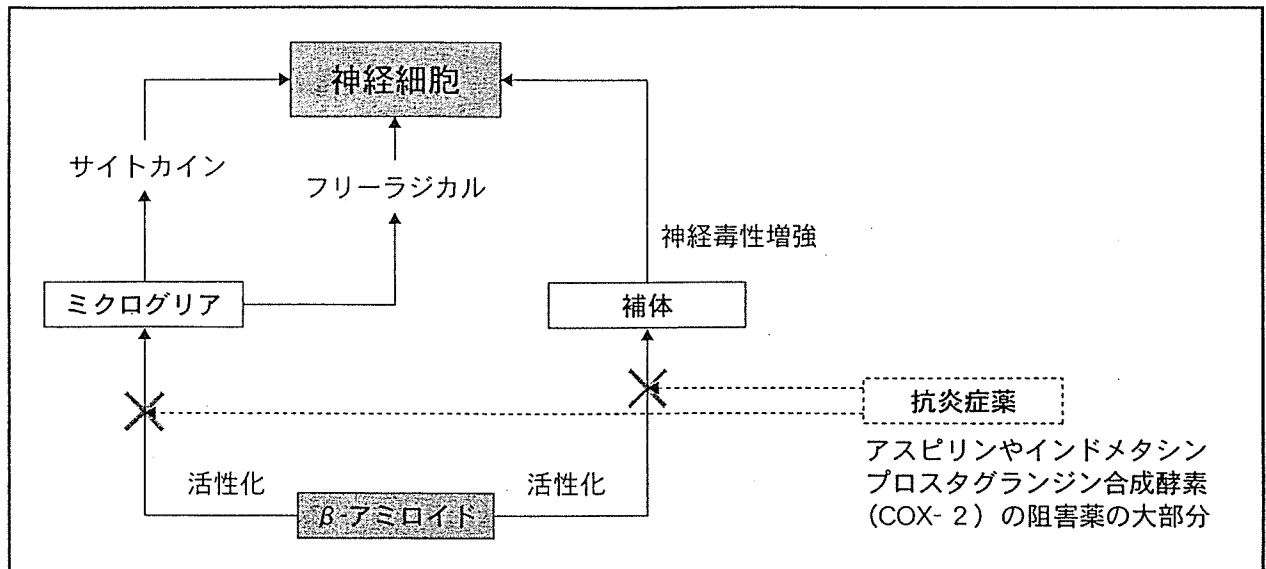 神経細胞
サイトカイン
フリーラジカル
神経毒性増強
ミクログリア
補体
抗炎症薬
アスピリンやインドメタシン
プロスタグランジン合成酵素
(COX-2)の阻害薬の大部分
活性化
活性化
β-アミロイド